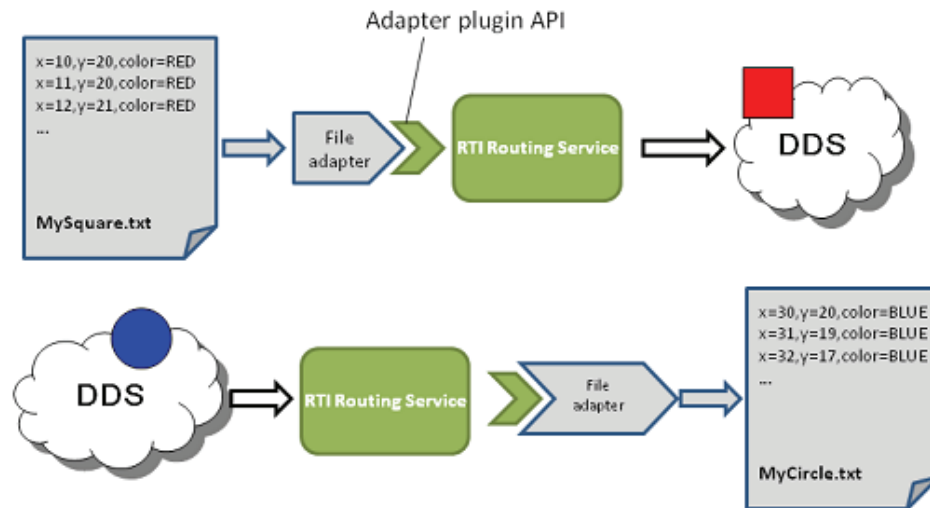 Adapter plugin API
x=10,y=20,color=RED
x=11,y=20,color=RED
x=12,y=21,color=RED
...
MySquare.txt
File
adapter
RTI Routing Service
DDS
DDS
RTI Routing Service
File
adapter
x=30,y=20,color=BLUE
x=31,y=19,color=BLUE
x=32,y=17,color=BLUE
...
MyCircle.txt